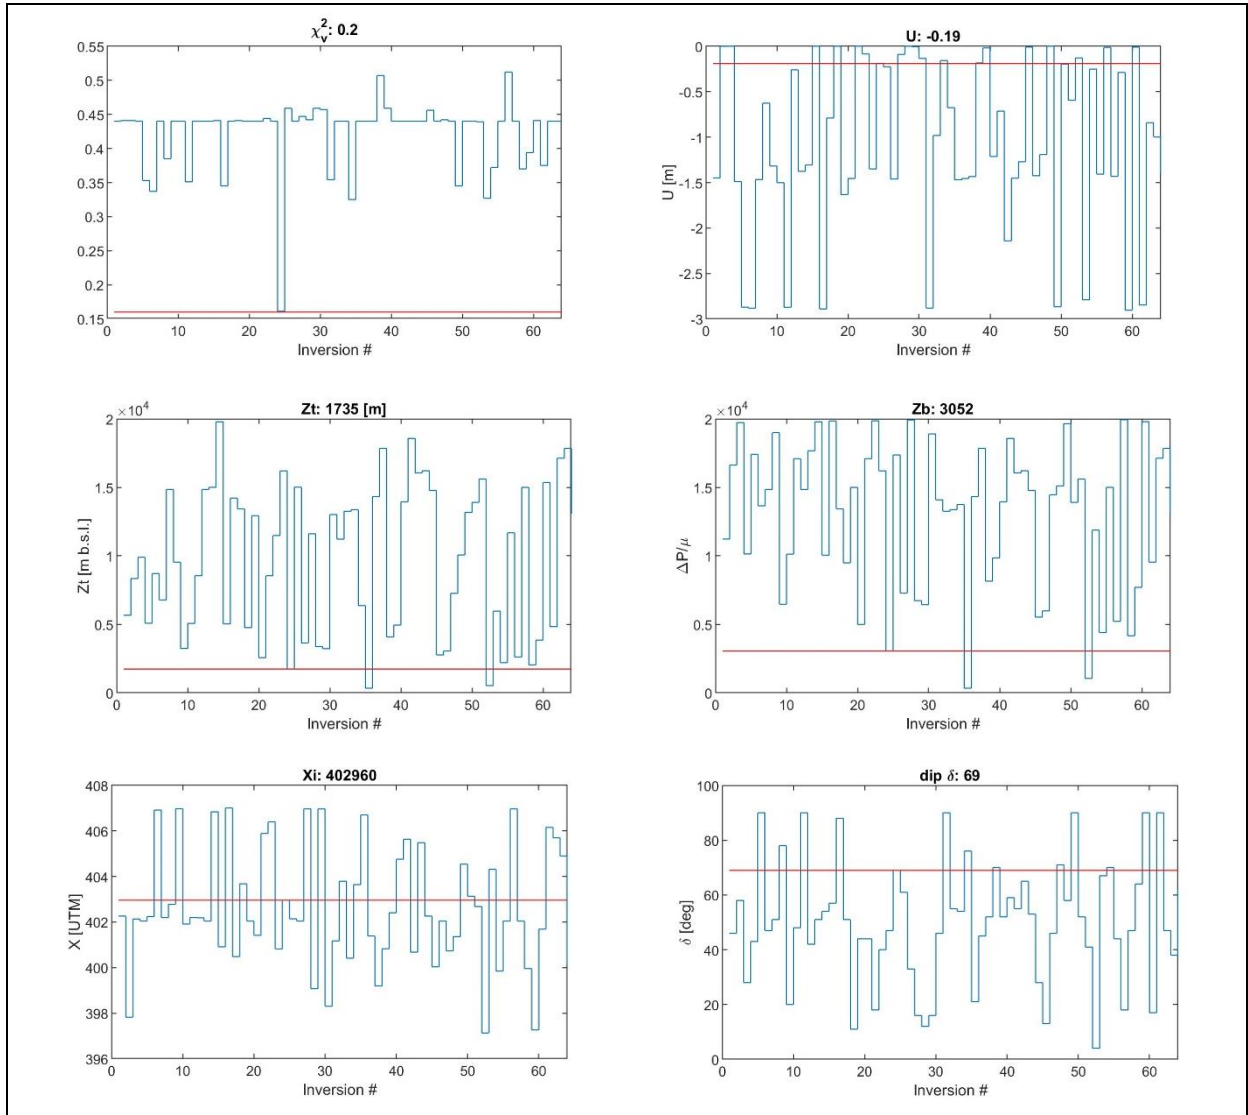 χ²ᵥ: 0.2
0.55
0.5
0.45
0.4
0.35
0.3
0.25
0.2
0.15
0 10 20 30 40 50 60
Inversion #
U: -0.19
U [m]
0
-0.5
-1
-1.5
-2
-2.5
-3
0 10 20 30 40 50 60
Inversion #
Zt: 1735 [m]
×10⁴
Zt [m b.s.l.]
2
1.5
1
0.5
0
0 10 20 30 40 50 60
Inversion #
Zb: 3052
×10⁴
ΔP/μ
2
1.5
1
0.5
0
0 10 20 30 40 50 60
Inversion #
Xi: 402960
X [UTM]
408
406
404
402
400
398
396
0 10 20 30 40 50 60
Inversion #
dip δ: 69
δ [deg]
100
80
60
40
20
0
0 10 20 30 40 50 60
Inversion #